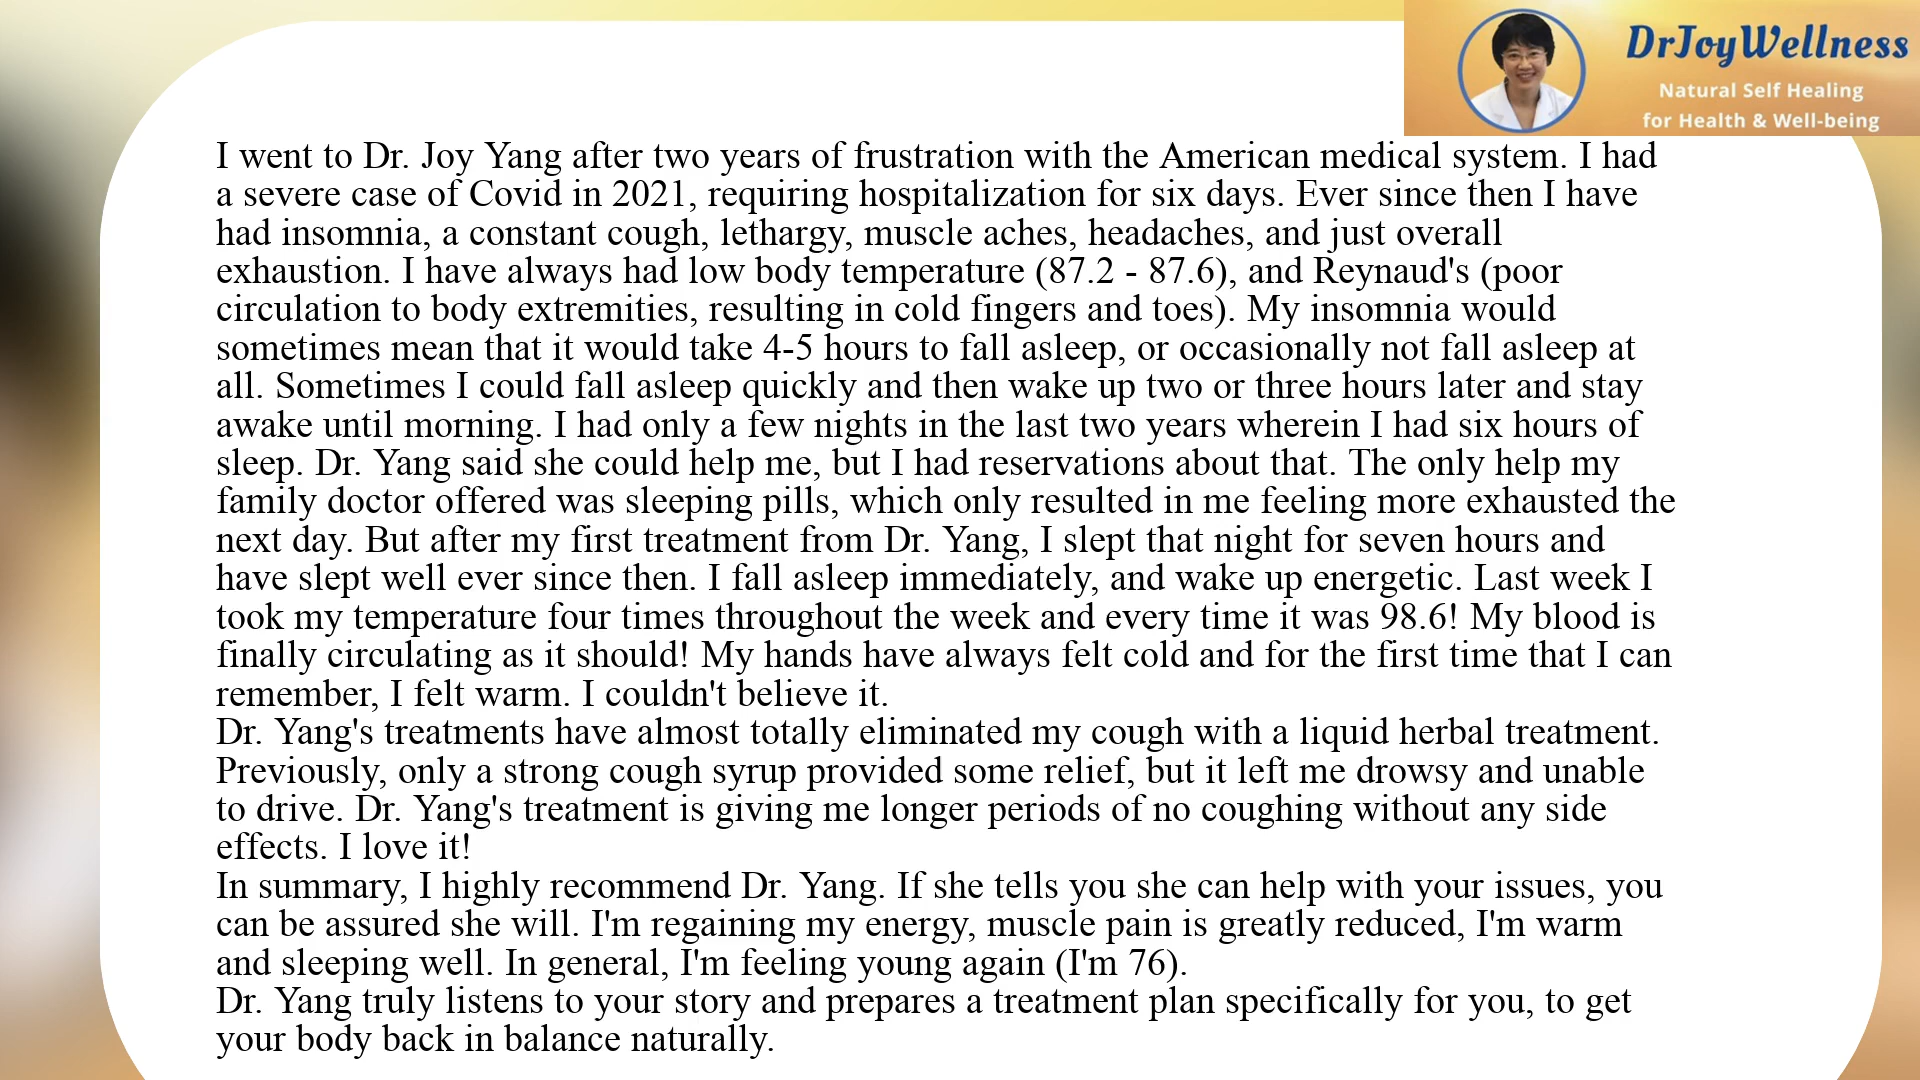 DrJoyWellness
Natural Self Healing
for Health & Well-being
I went to Dr. Joy Yang after two years of frustration with the American medical system. I had
a severe case of Covid in 2021, requiring hospitalization for six days. Ever since then I have
had insomnia, a constant cough, lethargy, muscle aches, headaches, and just overall
exhaustion. I have always had low body temperature (87.2 - 87.6), and Reynaud's (poor
circulation to body extremities, resulting in cold fingers and toes). My insomnia would
sometimes mean that it would take 4-5 hours to fall asleep, or occasionally not fall asleep at
all. Sometimes I could fall asleep quickly and then wake up two or three hours later and stay
awake until morning. I had only a few nights in the last two years wherein I had six hours of
sleep. Dr. Yang said she could help me, but I had reservations about that. The only help my
family doctor offered was sleeping pills, which only resulted in me feeling more exhausted the
next day. But after my first treatment from Dr. Yang, I slept that night for seven hours and
have slept well ever since then. I fall asleep immediately, and wake up energetic. Last week I
took my temperature four times throughout the week and every time it was 98.6! My blood is
finally circulating as it should! My hands have always felt cold and for the first time that I can
remember, I felt warm. I couldn't believe it.
Dr. Yang's treatments have almost totally eliminated my cough with a liquid herbal treatment.
Previously, only a strong cough syrup provided some relief, but it left me drowsy and unable
to drive. Dr. Yang's treatment is giving me longer periods of no coughing without any side
effects. I love it!
In summary, I highly recommend Dr. Yang. If she tells you she can help with your issues, you
can be assured she will. I'm regaining my energy, muscle pain is greatly reduced, I'm warm
and sleeping well. In general, I'm feeling young again (I'm 76).
Dr. Yang truly listens to your story and prepares a treatment plan specifically for you, to get
your body back in balance naturally.